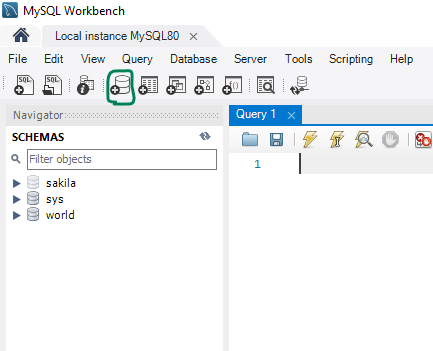 MySQL Workbench
Local instance MySQL80
File Edit View Query Database Server Tools Scripting Help
SQL SQL
Navigator
SCHEMAS
Filter objects
sakila
sys
world
Query 1
1